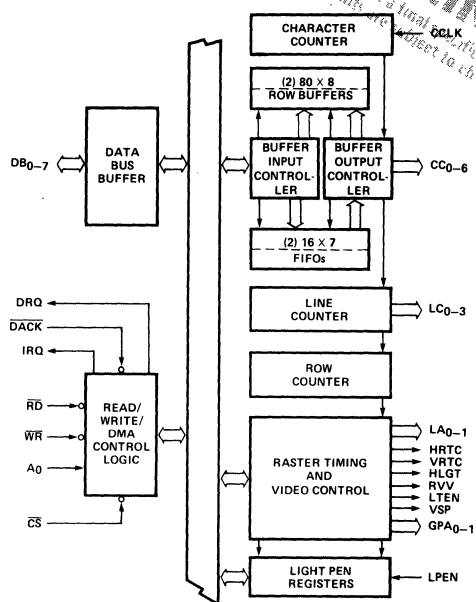 CHARACTER
COUNTER
CCLK
(2) 80 X 8
ROW BUFFERS
DB0–7
DATA
BUS
BUFFER
BUFFER
INPUT
CONTROL-
LER
BUFFER
OUTPUT
CONTROL-
LER
CC0–6
(2) 16 X 7
FIFOs
DRQ
DACK
IRQ
LINE
COUNTER
LC0–3
ROW
COUNTER
RD
WR
A0
CS
READ/
WRITE/
DMA
CONTROL
LOGIC
RASTER TIMING
AND
VIDEO CONTROL
LA0–1
HRTC
VRTC
HLGT
RVV
LTEN
VSP
GPA0–1
LIGHT PEN
REGISTERS
LPEN